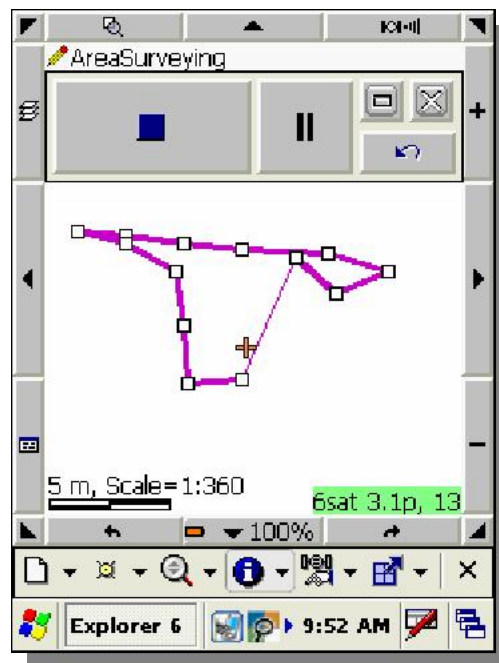 AreaSurveying
5 m, Scale=1:360
6sat 3.1p, 13
100%
Explorer 6
9:52 AM